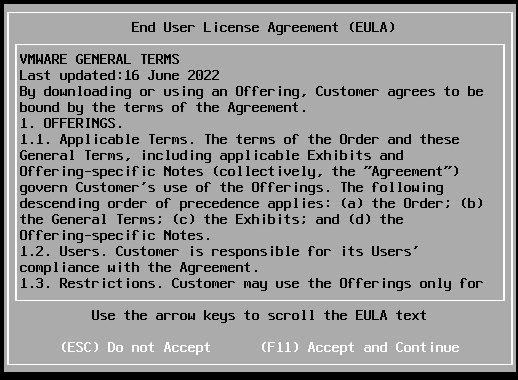 End User License Agreement (EULA)
VMWARE GENERAL TERMS
Last updated:16 June 2022
By downloading or using an Offering, Customer agrees to be
bound by the terms of the Agreement.
1. OFFERINGS.
1.1. Applicable Terms. The terms of the Order and these
General Terms, including applicable Exhibits and
Offering-specific Notes (collectively, the "Agreement")
govern Customer's use of the Offerings. The following
descending order of precedence applies: (a) the Order; (b)
the General Terms; (c) the Exhibits; and (d) the
Offering-specific Notes.
1.2. Users. Customer is responsible for its Users'
compliance with the Agreement.
1.3. Restrictions. Customer may use the Offerings only for
Use the arrow keys to scroll the EULA text
(ESC) Do not Accept (F11) Accept and Continue